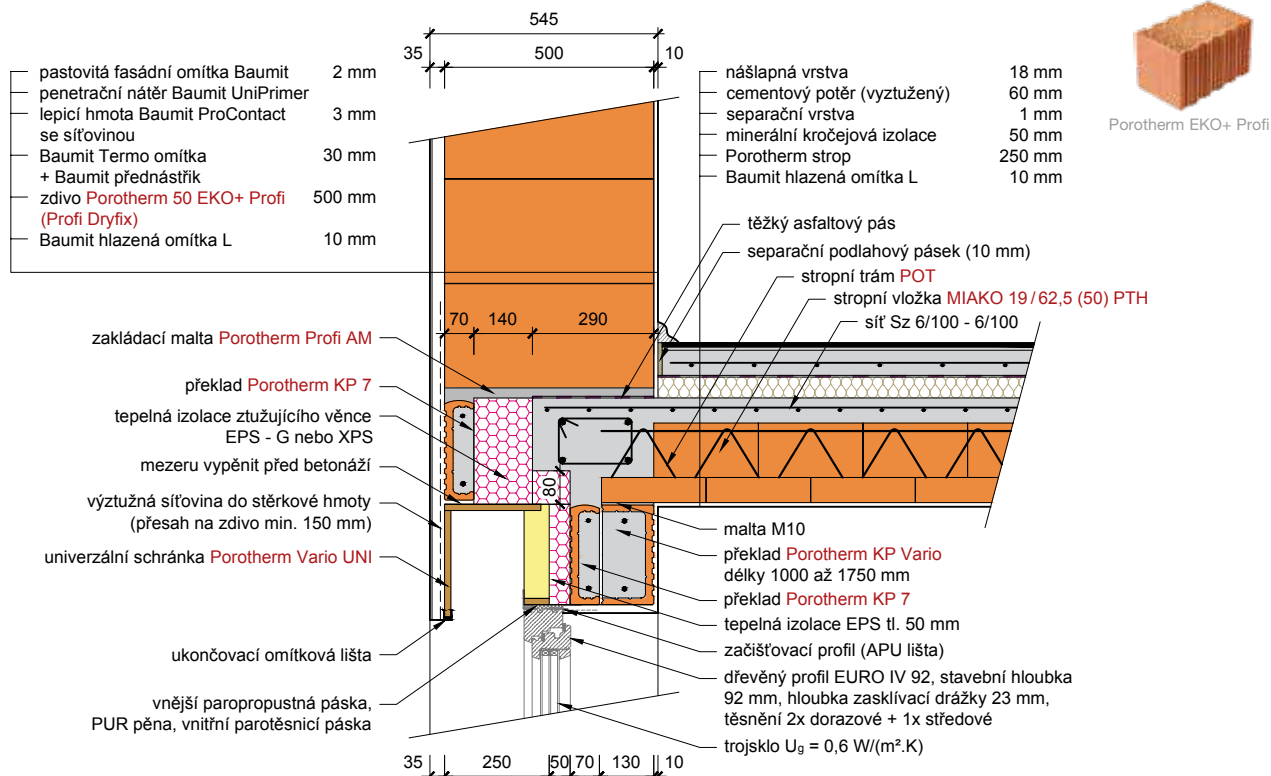 545
35 500 10
pastovitá fasádní omítka Baumit 2 mm
penetrační nátěr Baumit UniPrimer
lepicí hmota Baumit ProContact 3 mm
se síťovinou
Baumit Termo omítka 30 mm
+ Baumit přednástřik
zdivo Porotherm 50 EKO+ Profi 500 mm
(Profi Dryfix)
Baumit hlazená omítka L 10 mm
nášlapná vrstva 18 mm
cementový potěr (vyztužený) 60 mm
separační vrstva 1 mm
minerální kročejová izolace 50 mm
Porotherm strop 250 mm
Baumit hlazená omítka L 10 mm
Porotherm EKO+ Profi
těžký asfaltový pás
separační podlahový pásek (10 mm)
stropní trám POT
stropní vložka MIAKO 19/62,5 (50) PTH
síť Sz 6/100 - 6/100
70 140 290
zakládací malta Porotherm Profi AM
překlad Porotherm KP 7
tepelná izolace ztužujícího věnce
EPS - G nebo XPS
mezeru vypěnit před betonáží
výztužná síťovina do stěrkové hmoty
(přesah na zdivo min. 150 mm)
univerzální schránka Porotherm Vario UNI
ukončovací omítková lišta
vnější paropropustná páska,
PUR pěna, vnitřní parotěsnicí páska
80
malta M10
překlad Porotherm KP Vario
délky 1000 až 1750 mm
překlad Porotherm KP 7
tepelná izolace EPS tl. 50 mm
začišťovací profil (APU lišta)
dřevěný profil EURO IV 92, stavební hloubka
92 mm, hloubka zasklívací drážky 23 mm,
těsnění 2x dorazové + 1x středové
trojsklo Ug = 0,6 W/(m².K)
35 250 50 70 130 10